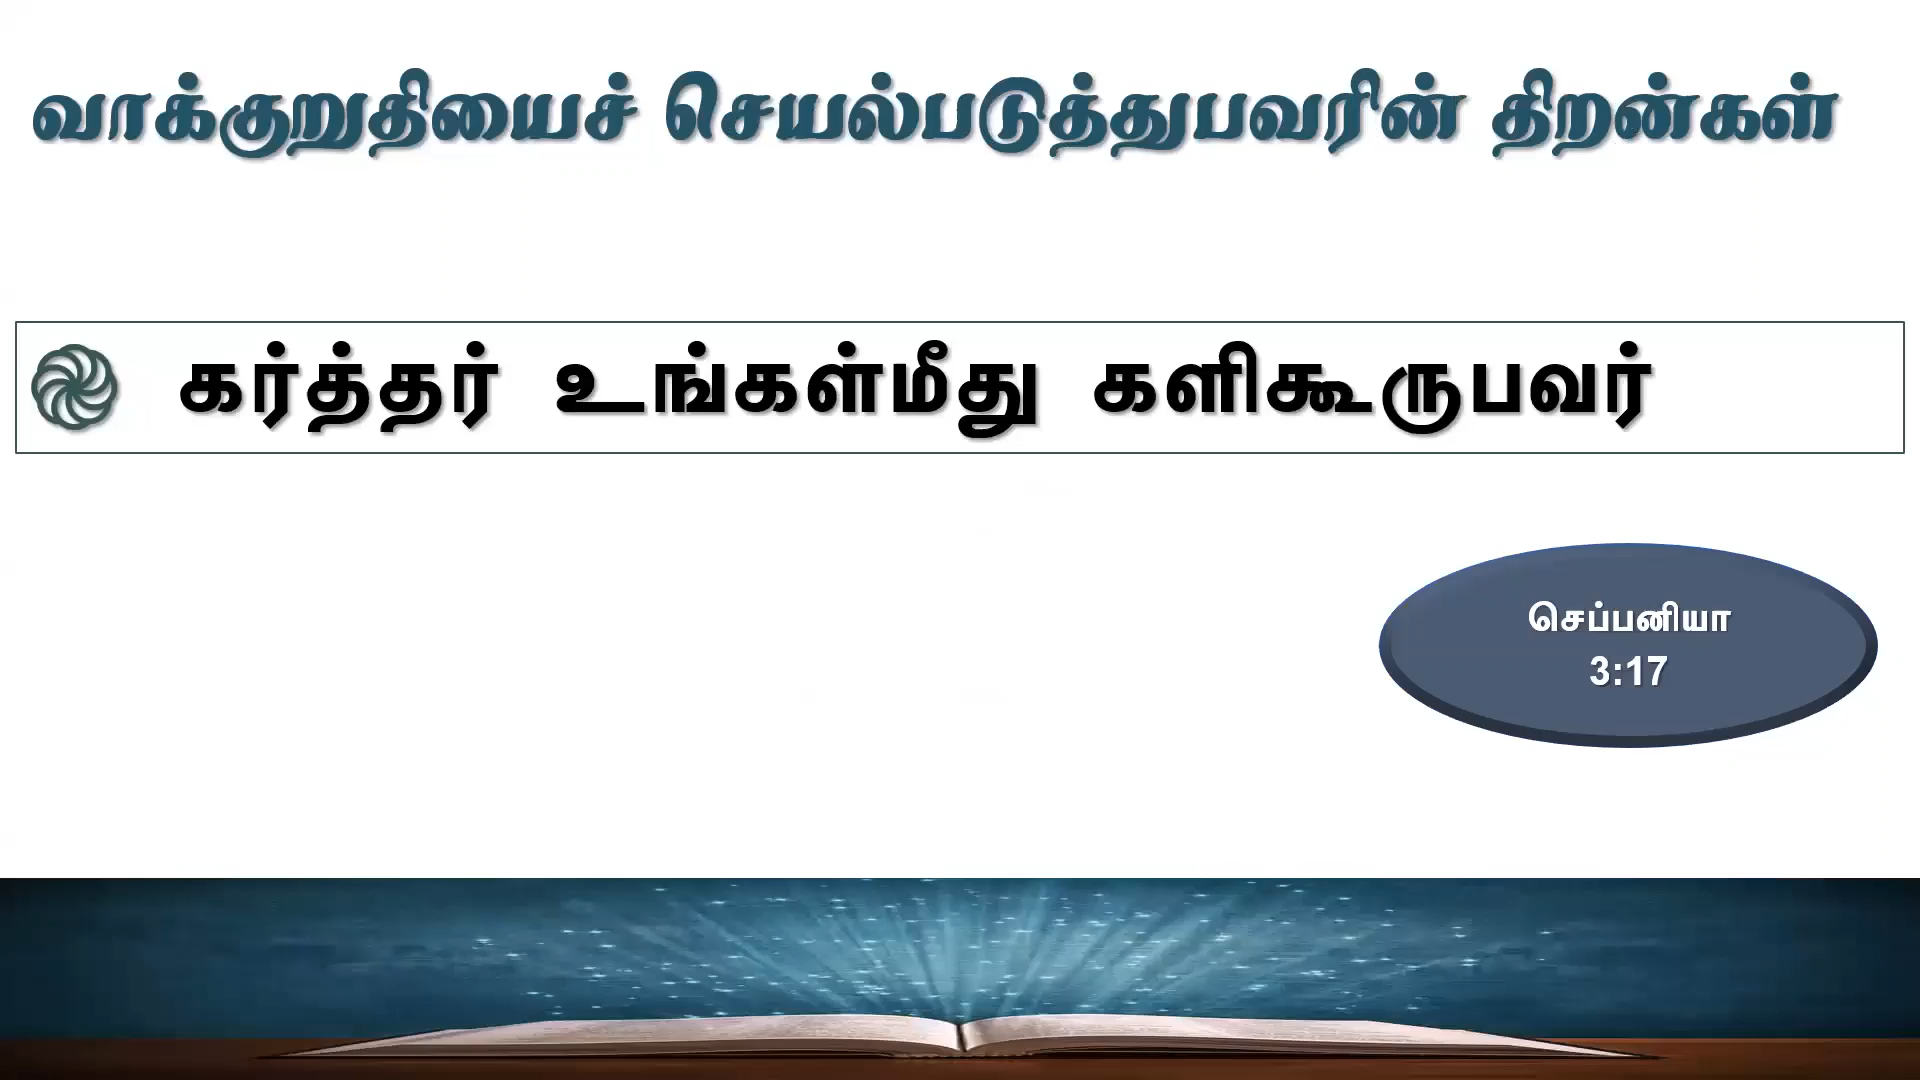 வாக்குறுதியைச் செயல்படுத்துபவரின் திறன்கள்
கர்த்தர் உங்கள்மீது களிகூருபவர்
செப்பனியா
3:17